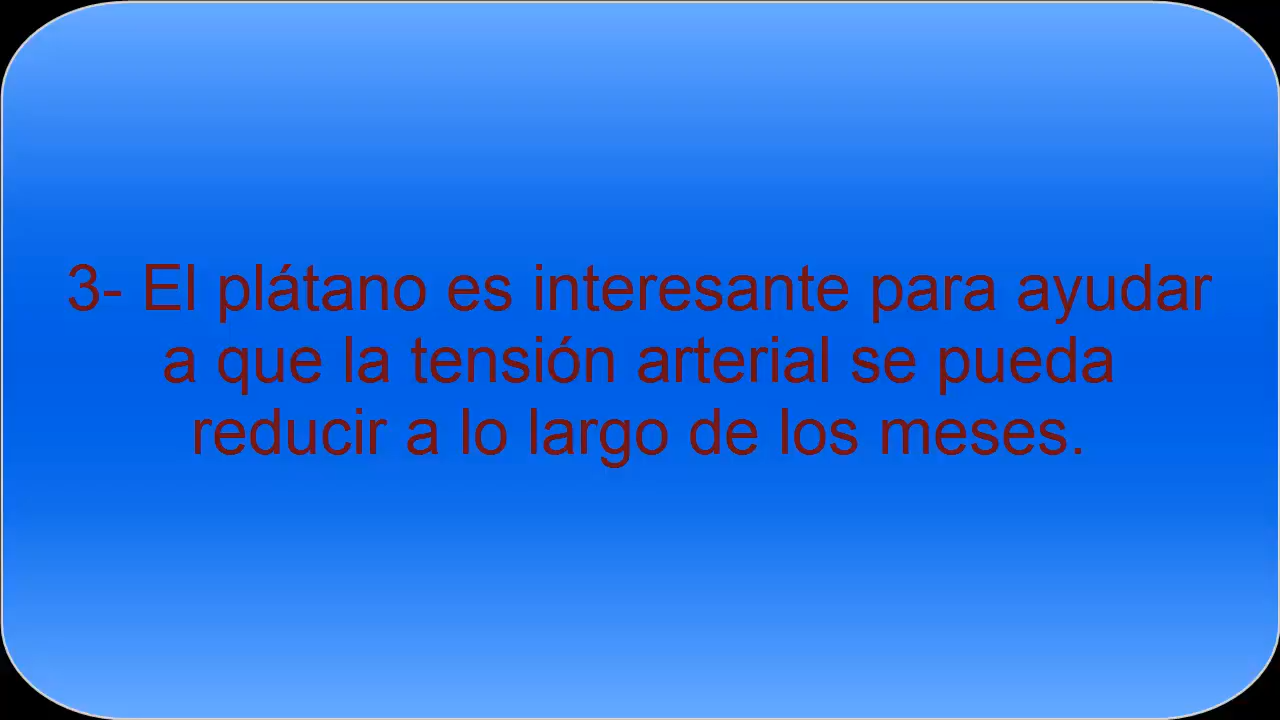 3- El plátano es interesante para ayudar
a que la tensión arterial se pueda
reducir a lo largo de los meses.